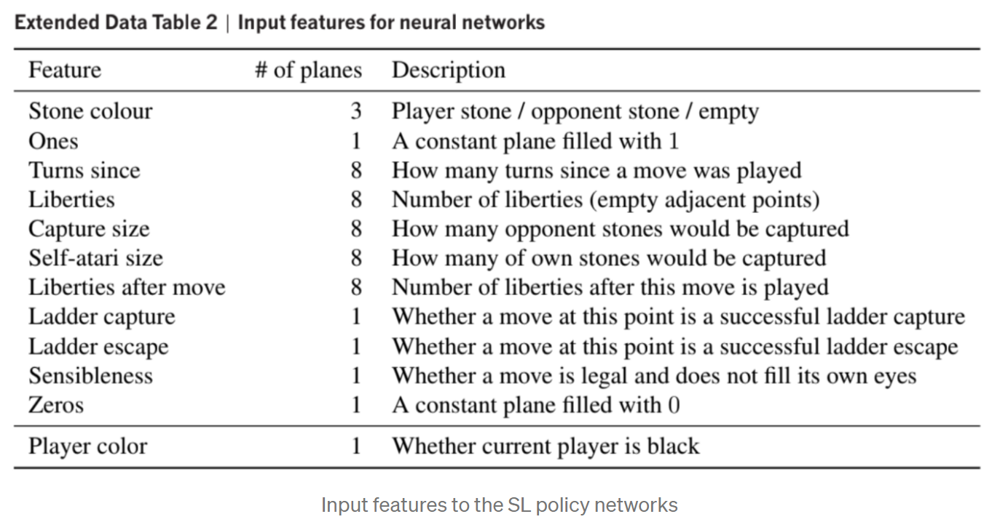 Extended Data Table 2 | Input features for neural networks
Feature # of planes Description
Stone colour 3 Player stone / opponent stone / empty
Ones 1 A constant plane filled with 1
Turns since 8 How many turns since a move was played
Liberties 8 Number of liberties (empty adjacent points)
Capture size 8 How many opponent stones would be captured
Self-atari size 8 How many of own stones would be captured
Liberties after move 8 Number of liberties after this move is played
Ladder capture 1 Whether a move at this point is a successful ladder capture
Ladder escape 1 Whether a move at this point is a successful ladder escape
Sensibleness 1 Whether a move is legal and does not fill its own eyes
Zeros 1 A constant plane filled with 0
Player color 1 Whether current player is black
Input features to the SL policy networks